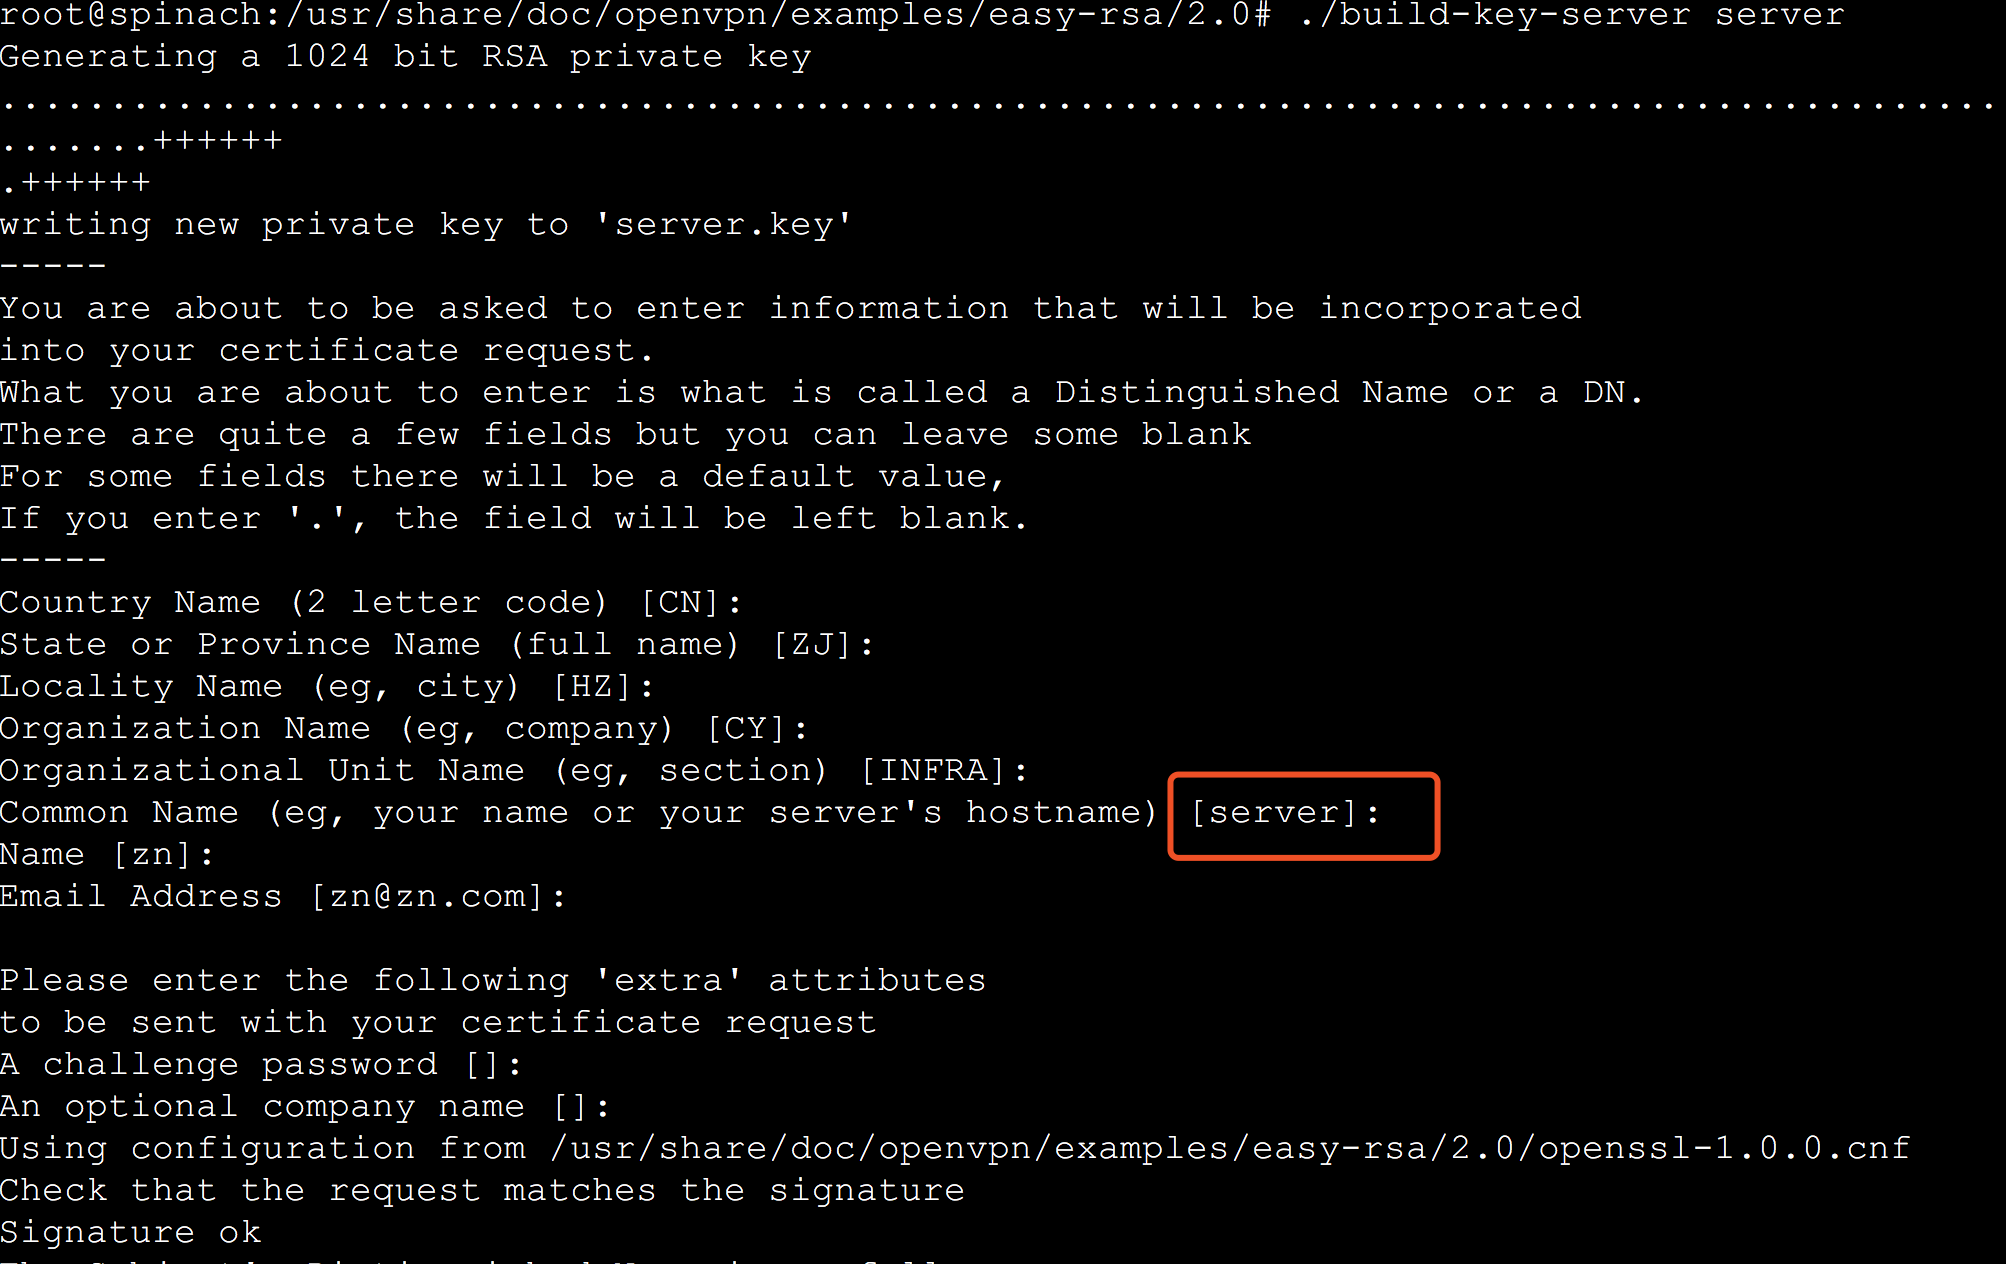 root@spinach:/usr/share/doc/openvpn/examples/easy-rsa/2.0# ./build-key-server server
Generating a 1024 bit RSA private key
...........................................................................................
.......++++++
.++++++
writing new private key to 'server.key'
-----
You are about to be asked to enter information that will be incorporated
into your certificate request.
What you are about to enter is what is called a Distinguished Name or a DN.
There are quite a few fields but you can leave some blank
For some fields there will be a default value,
If you enter '.', the field will be left blank.
-----
Country Name (2 letter code) [CN]:
State or Province Name (full name) [ZJ]:
Locality Name (eg, city) [HZ]:
Organization Name (eg, company) [CY]:
Organizational Unit Name (eg, section) [INFRA]:
Common Name (eg, your name or your server's hostname) [server]:
Name [zn]:
Email Address [zn@zn.com]:
Please enter the following 'extra' attributes
to be sent with your certificate request
A challenge password []:
An optional company name []:
Using configuration from /usr/share/doc/openvpn/examples/easy-rsa/2.0/openssl-1.0.0.cnf
Check that the request matches the signature
Signature ok